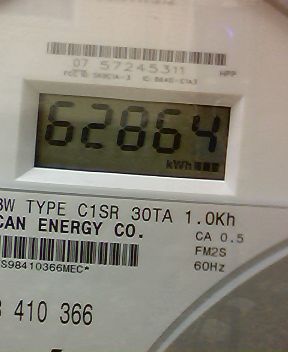 07 57245311 HPP
62864
kWh
3W TYPE C1SR 30TA 1.0Kh
CAN ENERGY CO.
CA 0.5
FM2S
60Hz
S98410366MEC*
410 366